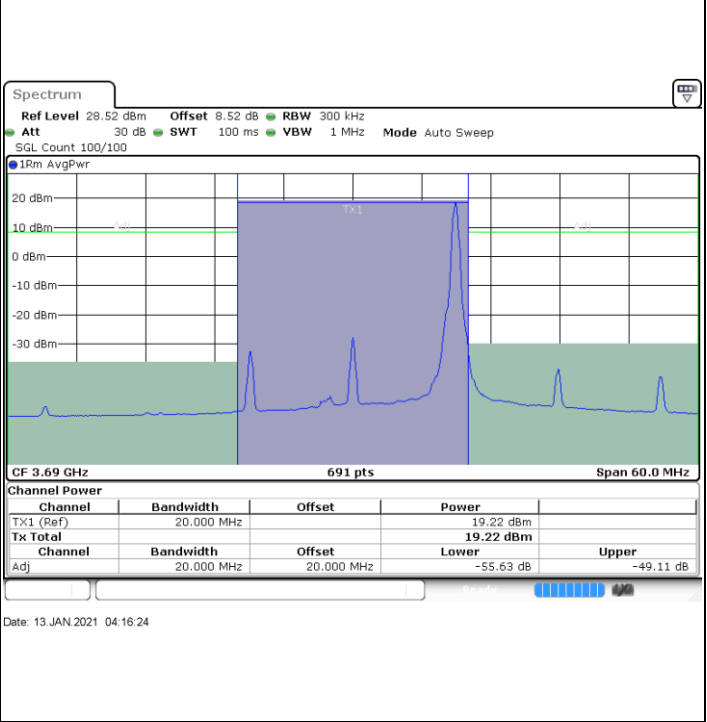 Spectrum
Ref Level 28.52 dBm Offset 8.52 dB RBW 300 kHz
Att 30 dB SWT 100 ms VBW 1 MHz Mode Auto Sweep
SGL Count 100/100
1Rm AvgPwr
20 dBm
TX1
Adj
Adj
10 dBm
0 dBm
-10 dBm
-20 dBm
-30 dBm
CF 3.69 GHz 691 pts Span 60.0 MHz
Channel Power
Channel Bandwidth Offset Power
TX1 (Ref) 20.000 MHz 19.22 dBm
Tx Total 19.22 dBm
Channel Bandwidth Offset Lower Upper
Adj 20.000 MHz 20.000 MHz -55.63 dB -49.11 dB
Ready
Date: 13.JAN.2021 04:16:24